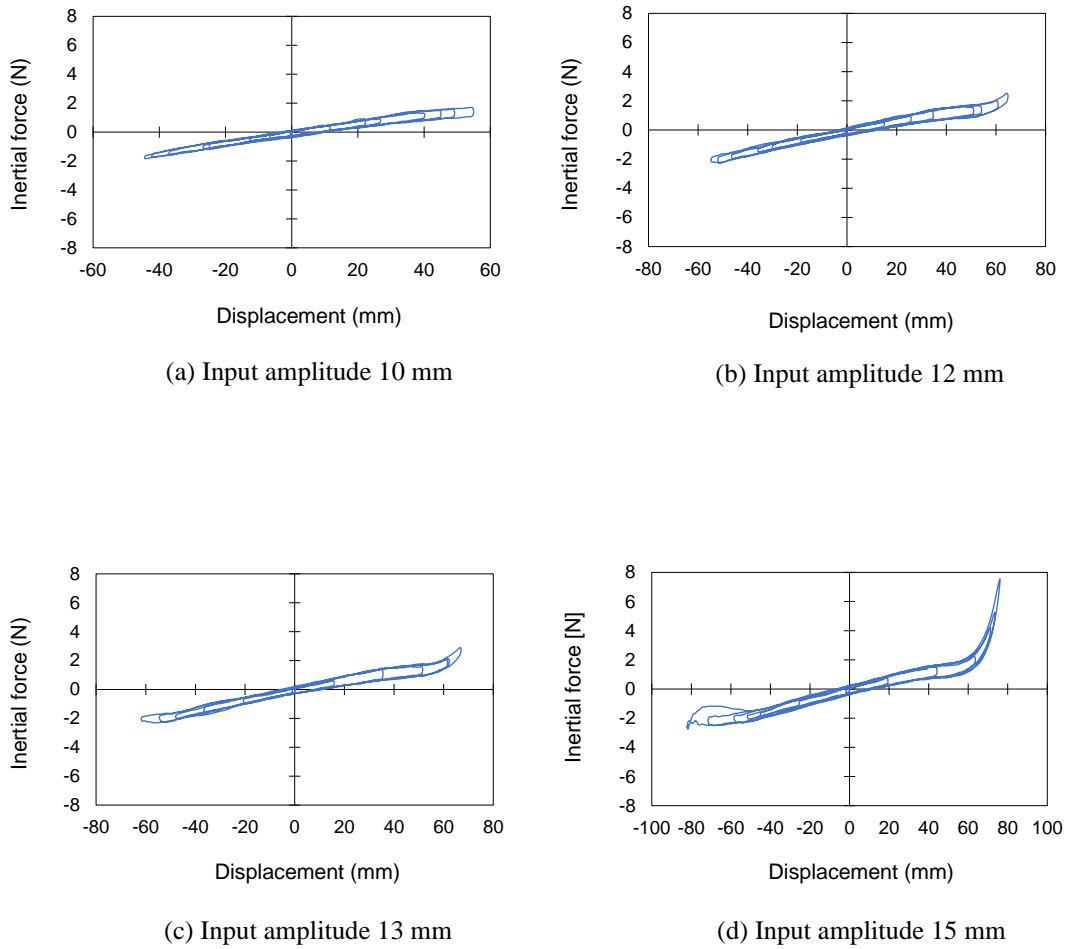 8
6
4
2
0
-2
-4
-6
-8
Inertial force (N)
-60 -40 -20 0 20 40 60
Displacement (mm)
(a) Input amplitude 10 mm
8
6
4
2
0
-2
-4
-6
-8
Inertial force (N)
-80 -60 -40 -20 0 20 40 60 80
Displacement (mm)
(b) Input amplitude 12 mm
8
6
4
2
0
-2
-4
-6
-8
Inertial force (N)
-80 -60 -40 -20 0 20 40 60 80
Displacement (mm)
(c) Input amplitude 13 mm
8
6
4
2
0
-2
-4
-6
-8
Inertial force [N]
-100 -80 -60 -40 -20 0 20 40 60 80 100
Displacement (mm)
(d) Input amplitude 15 mm